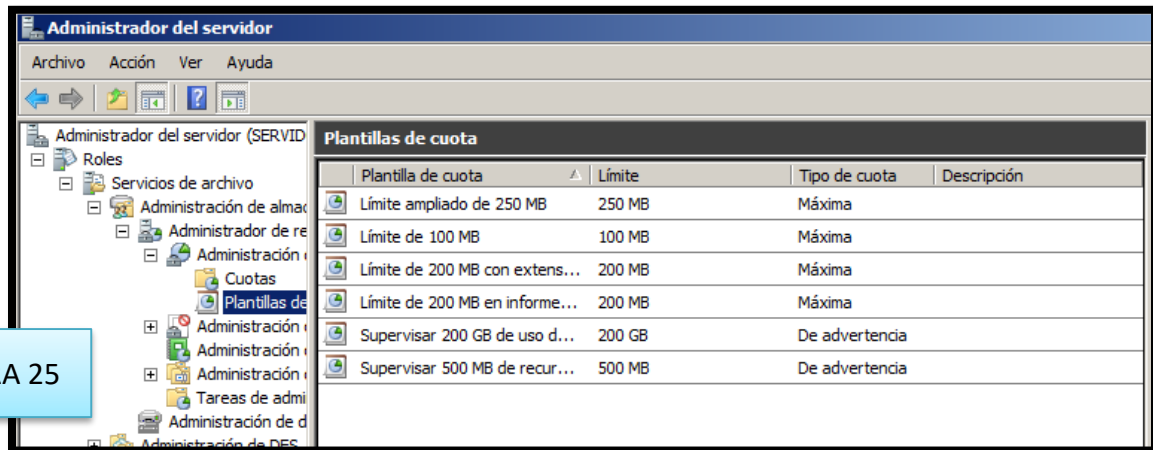 Administrador del servidor
Archivo Acción Ver Ayuda
Administrador del servidor (SERVID
Roles
Servicios de archivo
Administración de almac
Administrador de re
Administración
Cuotas
Plantillas de
Administración
Administración
Administración
Tareas de admi
Administración de d
Administración de DFS
A 25
Plantillas de cuota
Plantilla de cuota Límite Tipo de cuota Descripción
Límite ampliado de 250 MB 250 MB Máxima
Límite de 100 MB 100 MB Máxima
Límite de 200 MB con extens... 200 MB Máxima
Límite de 200 MB en informe... 200 MB Máxima
Supervisar 200 GB de uso d... 200 GB De advertencia
Supervisar 500 MB de recur... 500 MB De advertencia